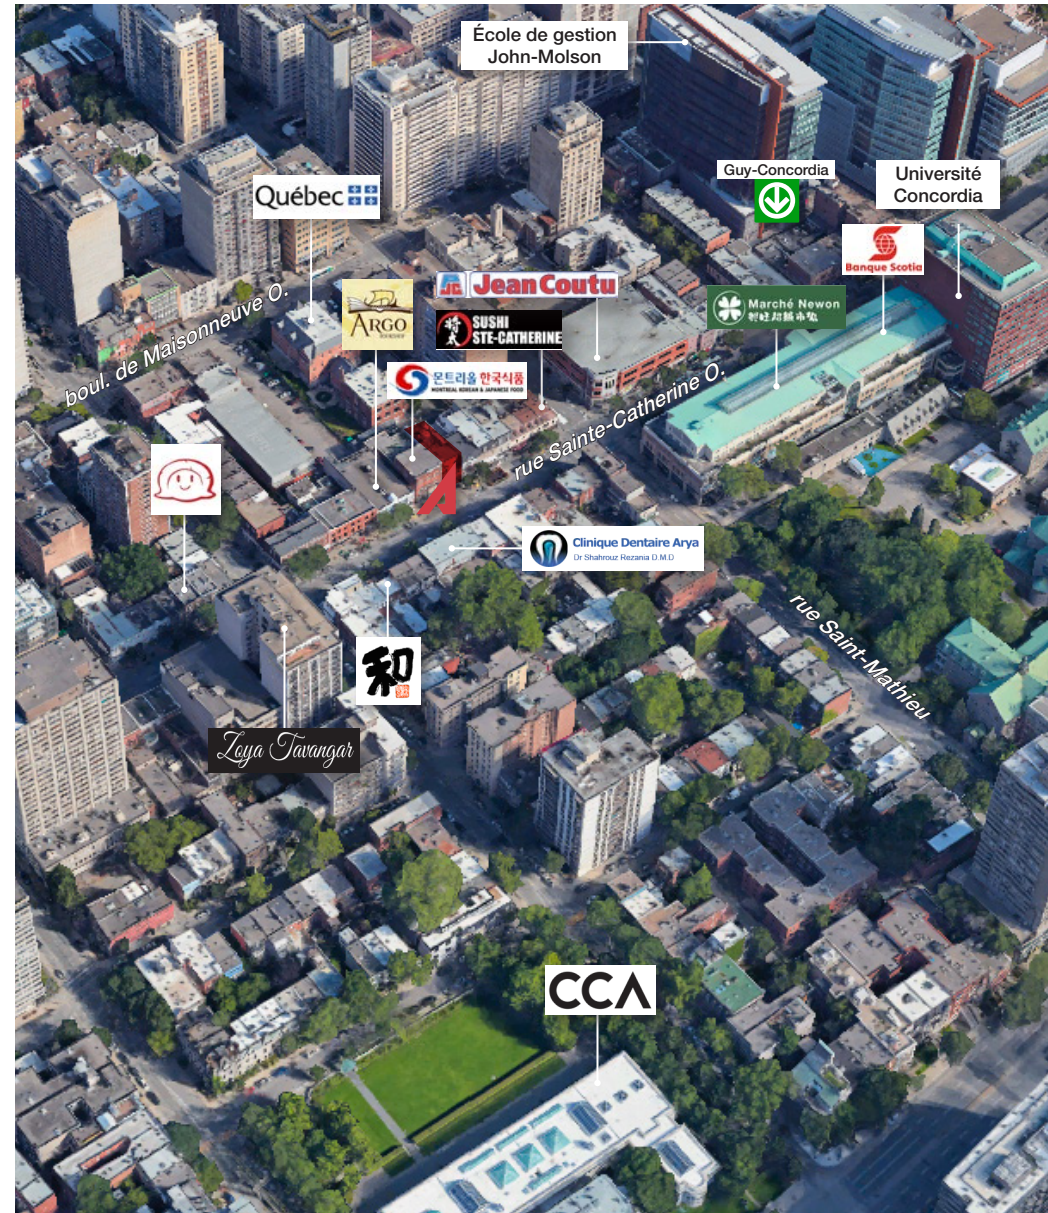 École de gestion
John-Molson
Guy-Concordia
Université
Concordia
Québec
Banque Scotia
JC Jean Coutu
ARGO
BOOKSHOP
SUSHI
STE-CATHERINE
Marché Newon
boul. de Maisonneuve O.
몬트리올 한국식품
MONTREAL KOREAN & JAPANESE FOOD
rue Sainte-Catherine O.
Clinique Dentaire Arya
Dr Shahrouz Rezania D.M.D
rue Saint-Mathieu
和
Zoya Tavangar
CCA